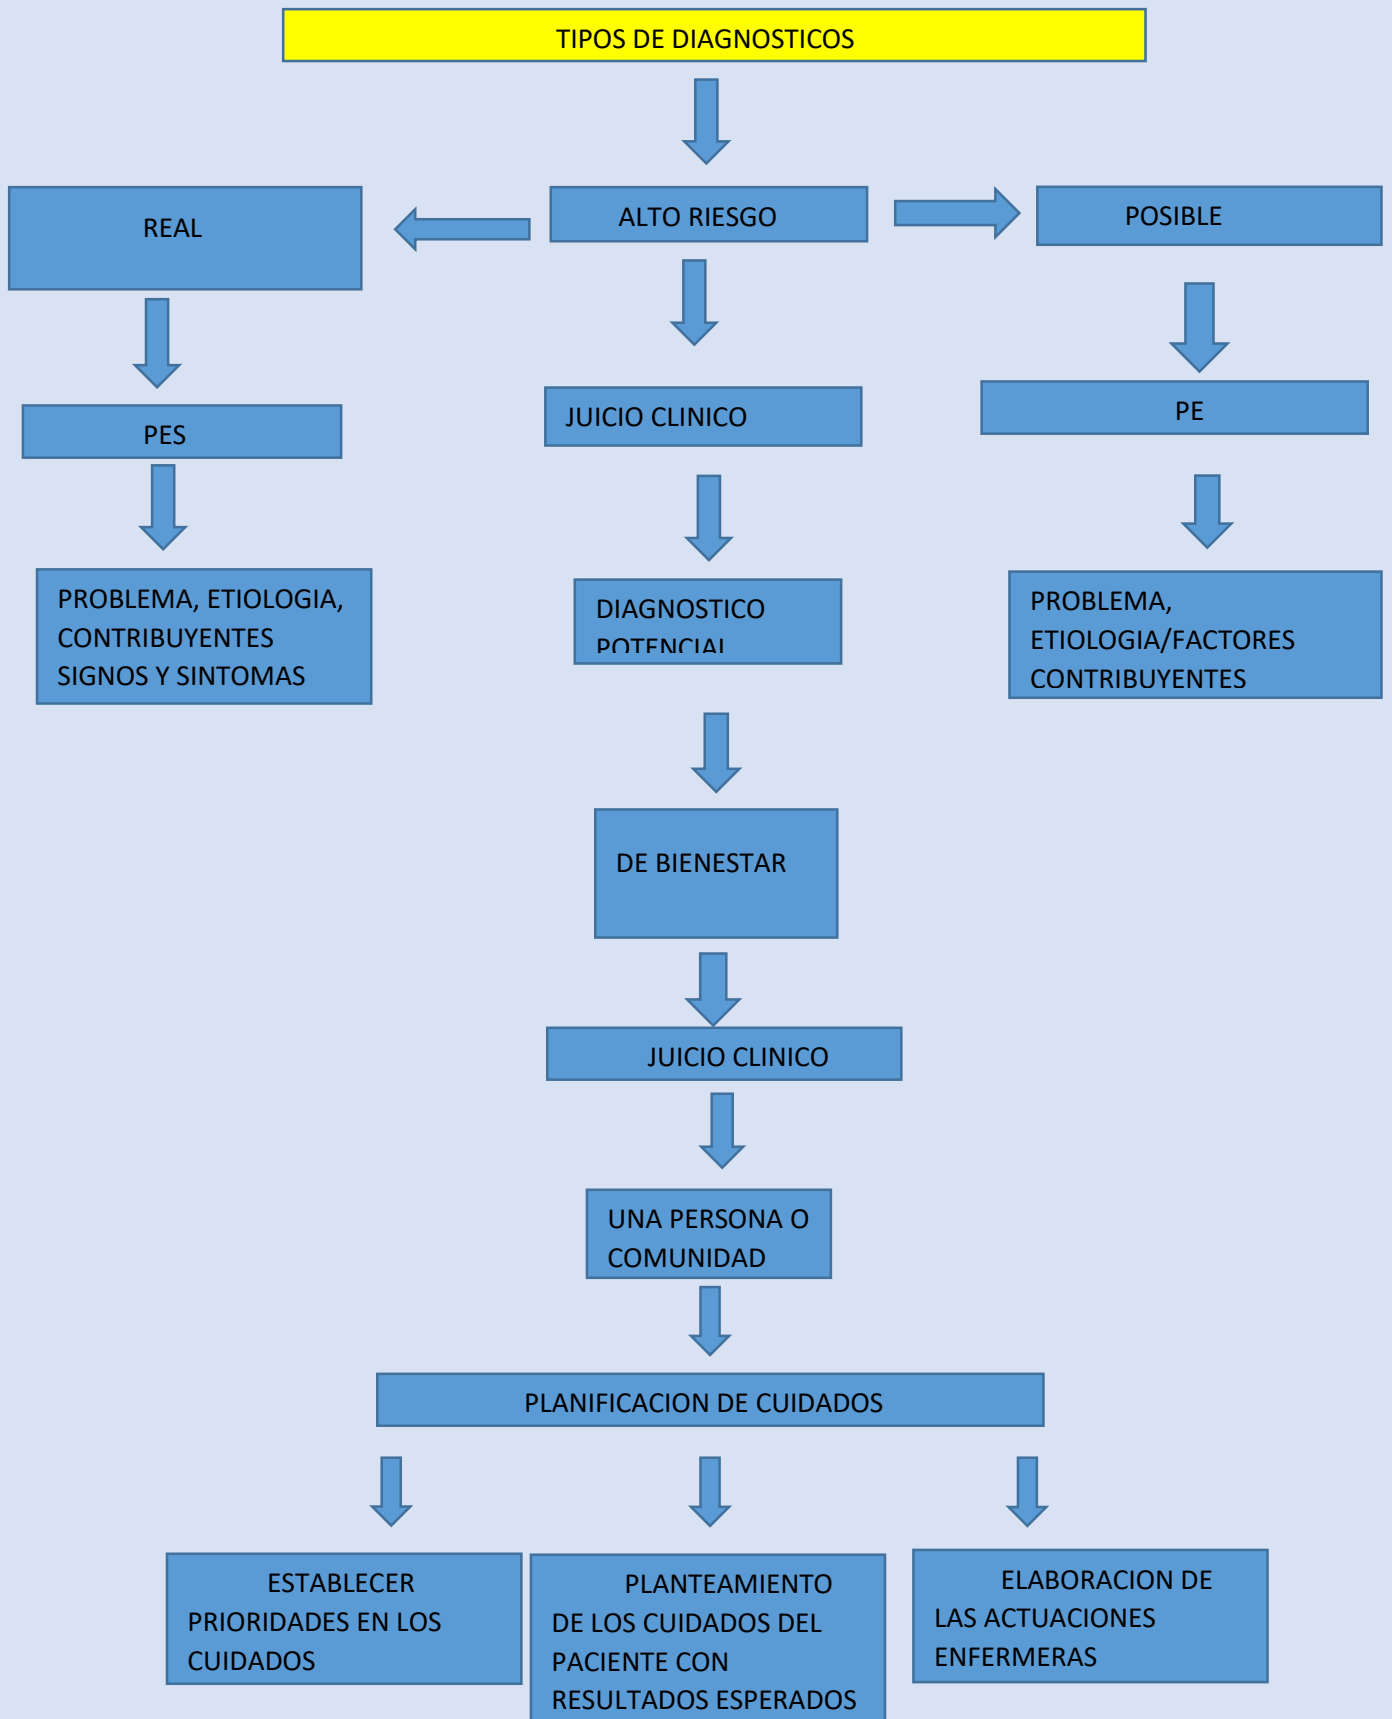 TIPOS DE DIAGNOSTICOS
REAL
ALTO RIESGO
POSIBLE
PES
JUICIO CLINICO
PE
PROBLEMA, ETIOLOGIA,
CONTRIBUYENTES
SIGNOS Y SINTOMAS
DIAGNOSTICO
POTENCIAL
PROBLEMA,
ETIOLOGIA/FACTORES
CONTRIBUYENTES
DE BIENESTAR
JUICIO CLINICO
UNA PERSONA O
COMUNIDAD
PLANIFICACION DE CUIDADOS
ESTABLECER
PRIORIDADES EN LOS
CUIDADOS
PLANTEAMIENTO
DE LOS CUIDADOS DEL
PACIENTE CON
RESULTADOS ESPERADOS
ELABORACION DE
LAS ACTUACIONES
ENFERMERAS